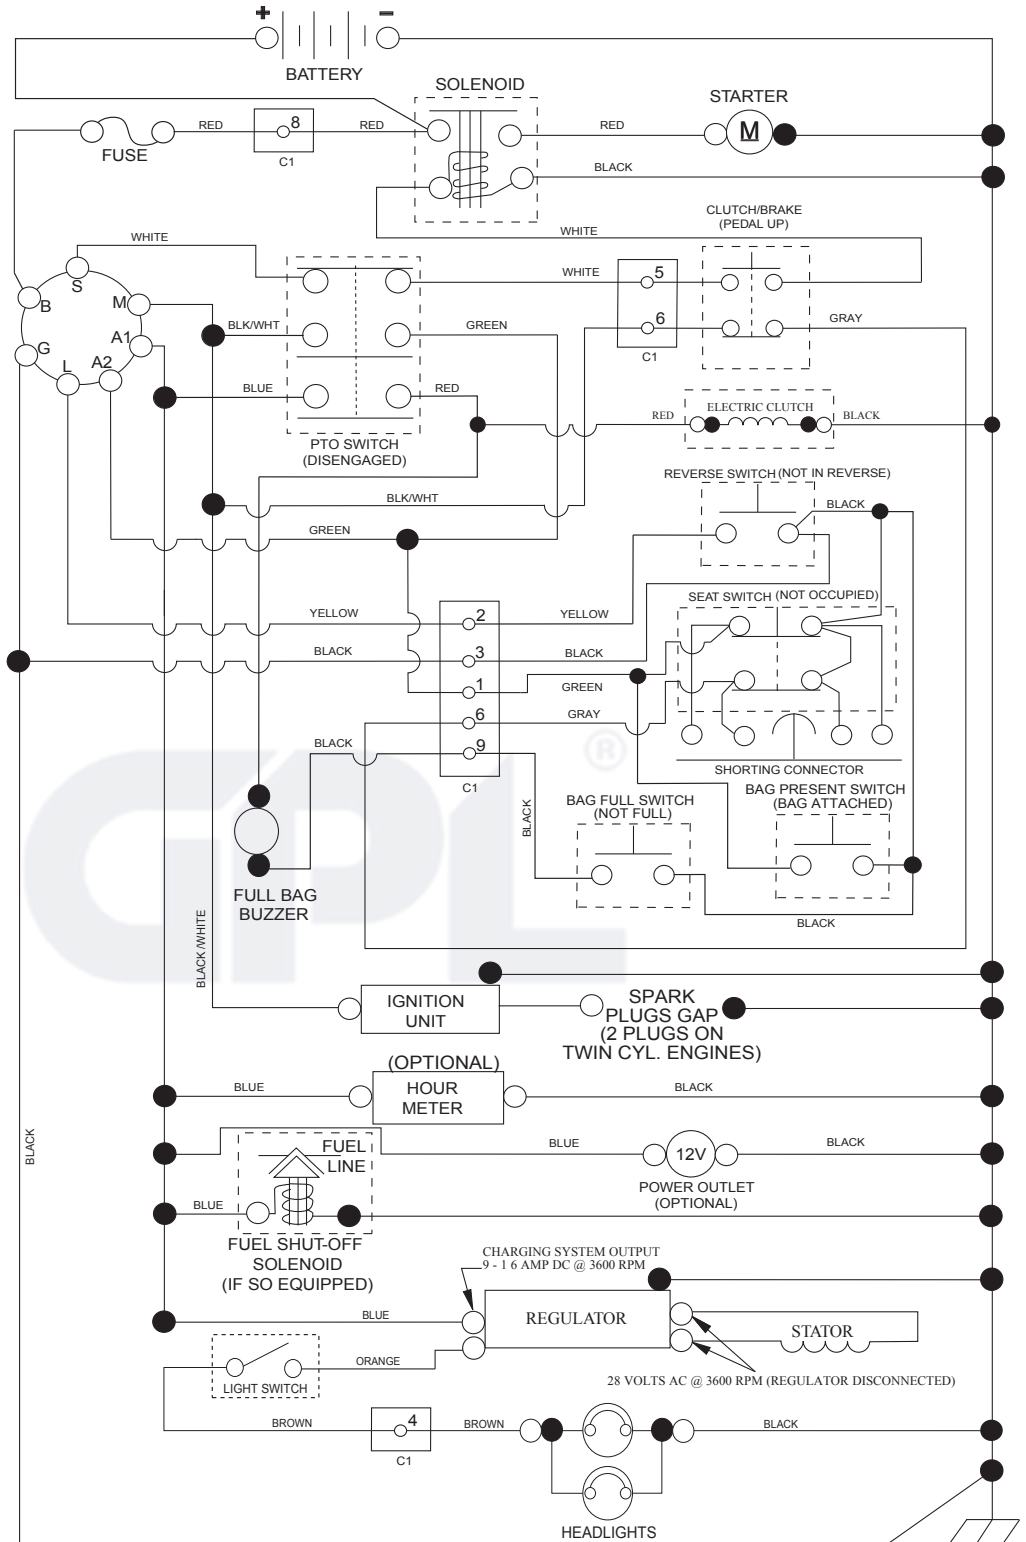 +
-
BATTERY
SOLENOID
STARTER
8
RED
RED
RED
M
FUSE
C1
BLACK
CLUTCH/BRAKE
(PEDAL UP)
WHITE
WHITE
WHITE
5
S
B
M
BLK/WHT
GREEN
6
GRAY
A1
G
C1
L
A2
BLUE
RED
RED
ELECTRIC CLUTCH
BLACK
PTO SWITCH
(DISENGAGED)
REVERSE SWITCH (NOT IN REVERSE)
BLK/WHT
BLACK
GREEN
SEAT SWITCH (NOT OCCUPIED)
YELLOW
2
YELLOW
BLACK
3
BLACK
1
GREEN
6
GRAY
BLACK
9
®
SHORTING CONNECTOR
C1
BAG PRESENT SWITCH
(BAG ATTACHED)
BAG FULL SWITCH
(NOT FULL)
BLACK
GPL
FULL BAG
BUZZER
BLACK
BLACK/WHITE
IGNITION
UNIT
SPARK
PLUGS GAP
(2 PLUGS ON
TWIN CYL. ENGINES)
(OPTIONAL)
BLUE
HOUR
METER
BLACK
BLACK
FUEL
LINE
BLUE
12V
BLACK
POWER OUTLET
(OPTIONAL)
BLUE
FUEL SHUT-OFF
SOLENOID
(IF SO EQUIPPED)
CHARGING SYSTEM OUTPUT
9 - 1 6 AMP DC @ 3600 RPM
BLUE
REGULATOR
STATOR
ORANGE
LIGHT SWITCH
28 VOLTS AC @ 3600 RPM (REGULATOR DISCONNECTED)
BROWN
4
BROWN
BLACK
C1
HEADLIGHTS